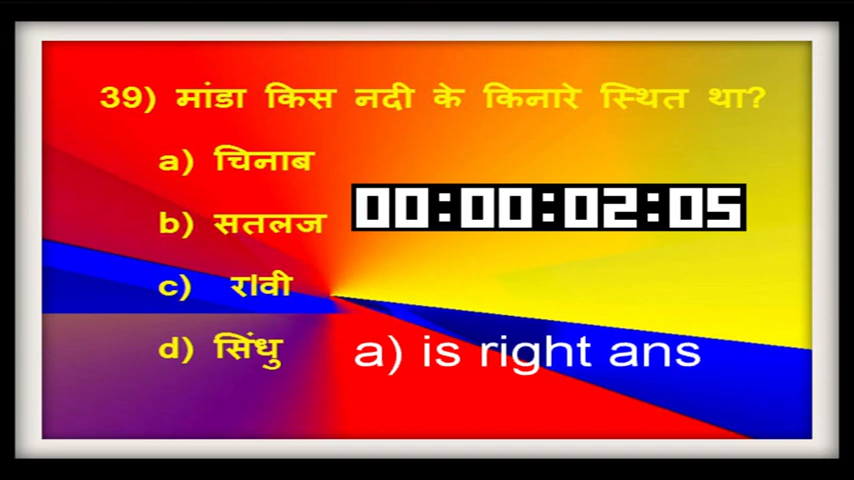 39) मांडा किस नदी के किनारे स्थित था?
a) चिनाब
00:00:02:05
b) सतलज
c) रावी
d) सिंधु
a) is right ans